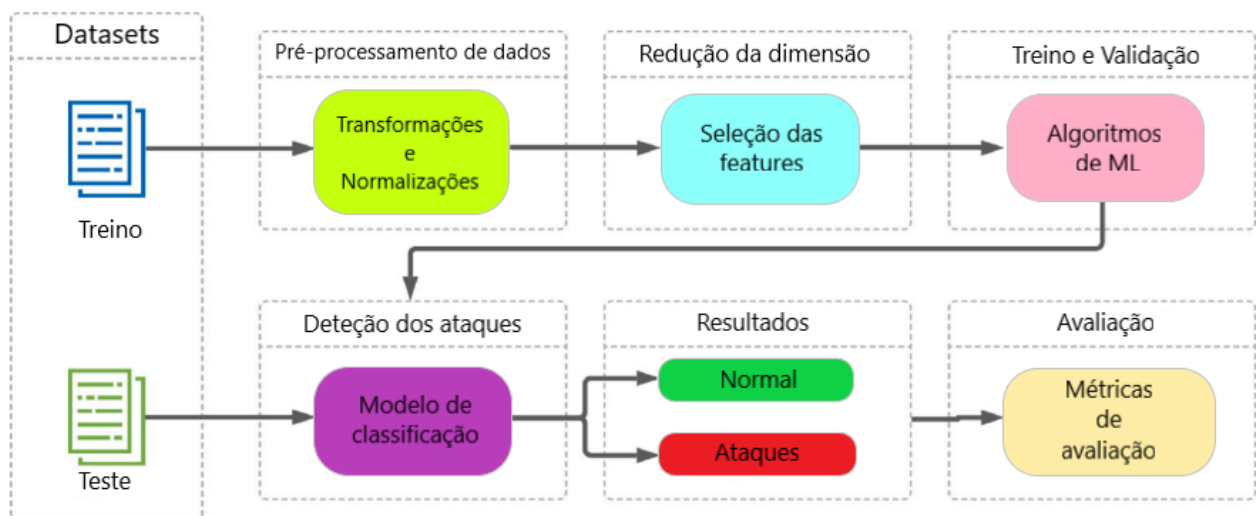 Datasets
Treino
Teste
Pré-processamento de dados
Transformações
e
Normalizações
Redução da dimensão
Seleção das
features
Treino e Validação
Algoritmos
de ML
Deteção dos ataques
Modelo de
classificação
Resultados
Normal
Ataques
Avaliação
Métricas
de
avaliação